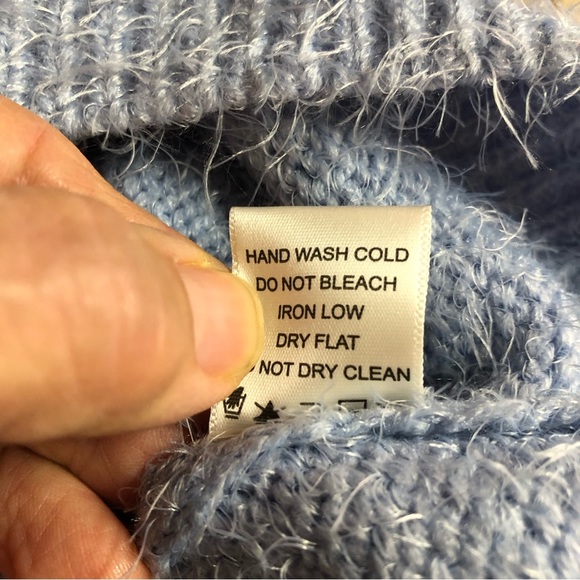 HAND WASH COLD
DO NOT BLEACH
IRON LOW
DRY FLAT
NOT DRY CLEAN